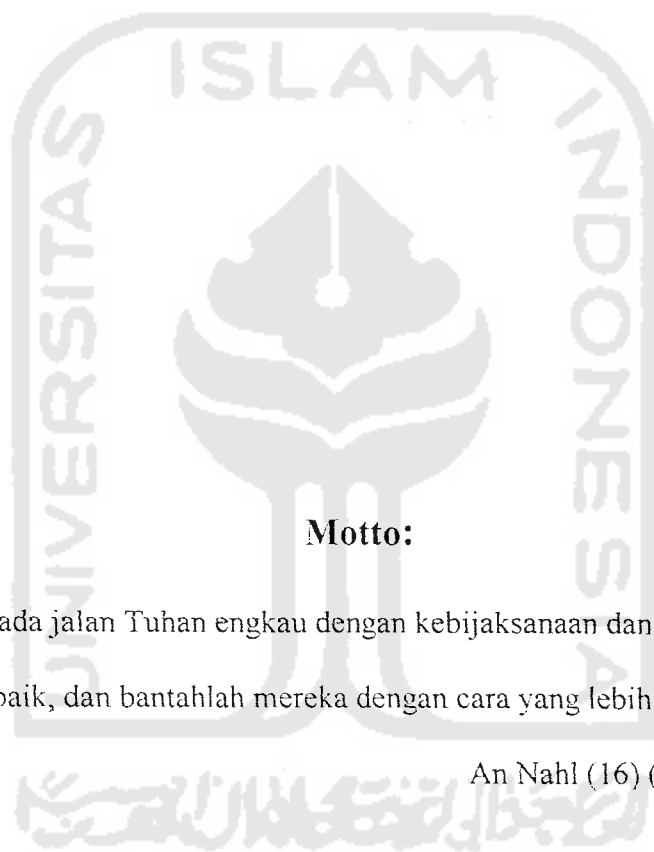 UNIVERSITAS
ISLAM
INDONESIA
Motto:
ada jalan Tuhan engkau dengan kebijaksanaan dan
baik, dan bantahlah mereka dengan cara yang lebih
An Nahl (16) (